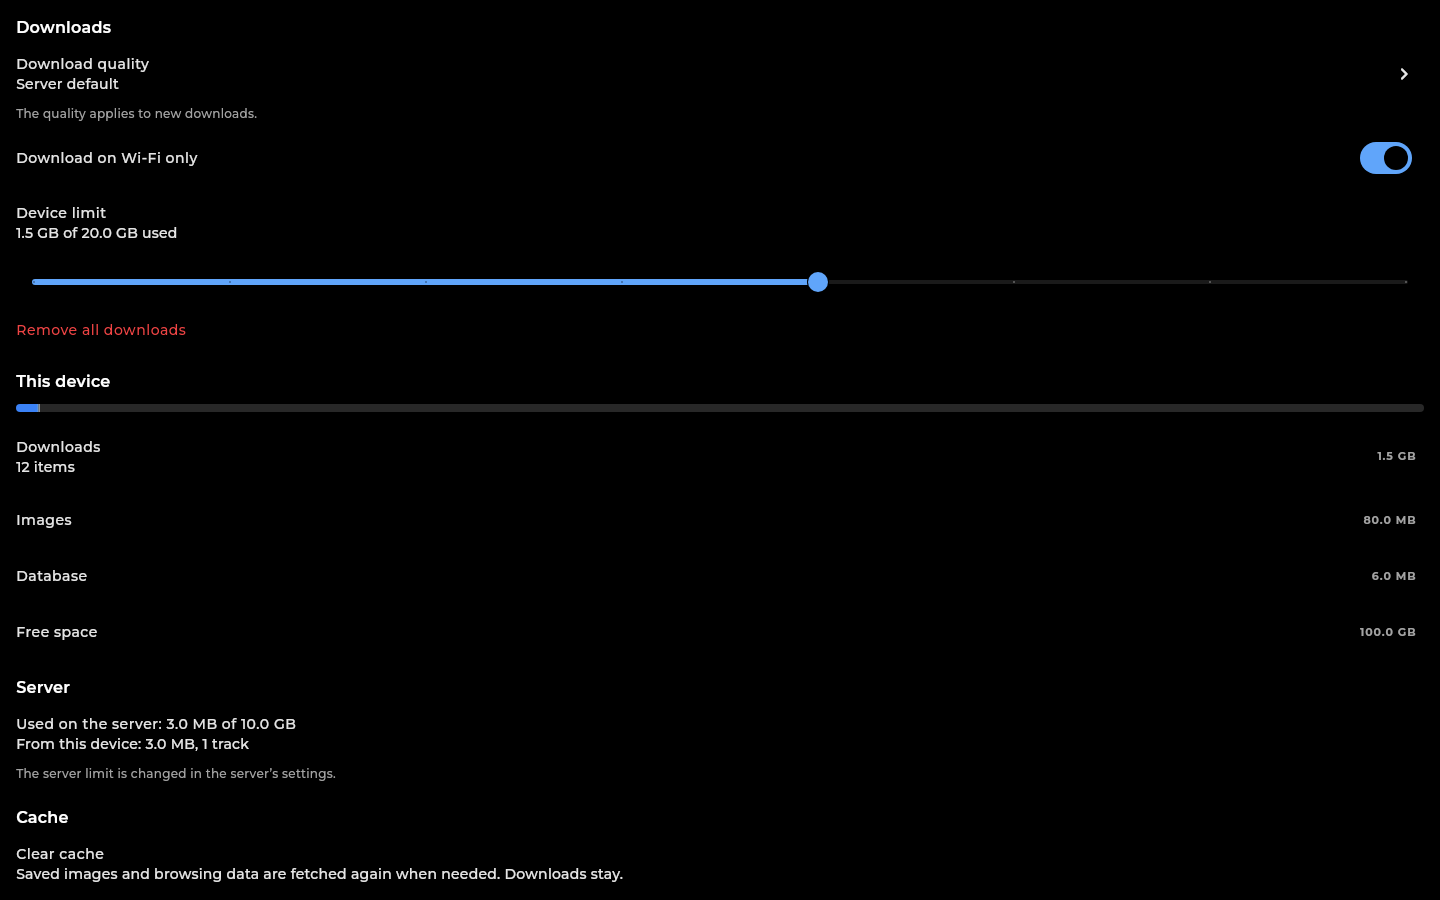 Downloads
Download quality
Server default
The quality applies to new downloads.
Download on Wi-Fi only
Device limit
1.5 GB of 20.0 GB used
Remove all downloads
This device
Downloads
12 items
1.5 GB
Images
80.0 MB
Database
6.0 MB
Free space
100.0 GB
Server
Used on the server: 3.0 MB of 10.0 GB
From this device: 3.0 MB, 1 track
The server limit is changed in the server’s settings.
Cache
Clear cache
Saved images and browsing data are fetched again when needed. Downloads stay.